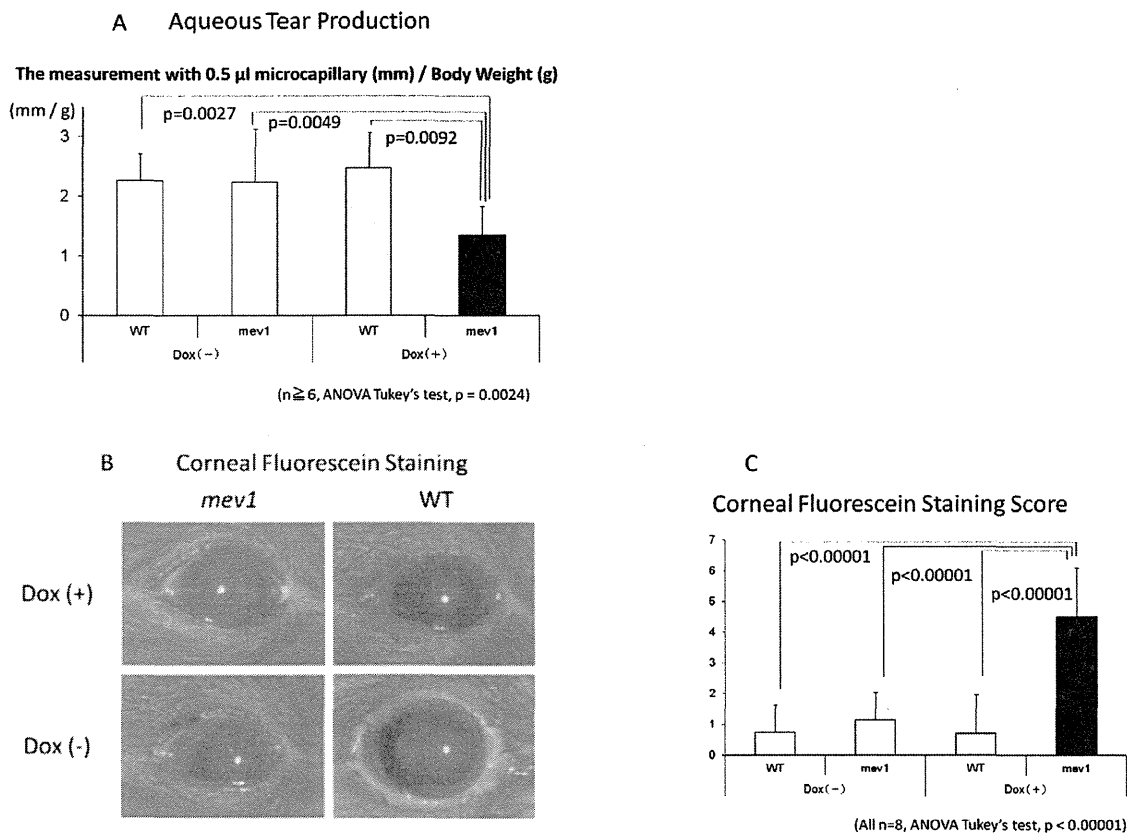 A Aqueous Tear Production
The measurement with 0.5 μl microcapillary (mm) / Body Weight (g)
(mm / g)
p=0.0027
p=0.0049
p=0.0092
3
2
1
0
WT mev1 WT mev1
Dox(−) Dox(+)
(n≧6, ANOVA Tukey's test, p = 0.0024)
B Corneal Fluorescein Staining
mev1 WT
Dox (+)
Dox (-)
C
Corneal Fluorescein Staining Score
7
6
5
4
3
2
1
0
p<0.00001
p<0.00001
p<0.00001
WT mev1 WT mev1
Dox(−) Dox(+)
(All n=8, ANOVA Tukey's test, p < 0.00001)